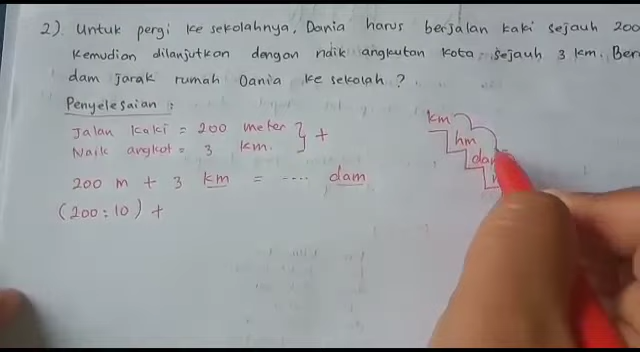 2). Untuk pergi ke sekolahnya, Dania harus berjalan kaki sejauh 200
kemudian dilanjutkan dengan naik angkutan kota sejauh 3 km. Ber
dam jarak rumah Dania ke sekolah ?
Penyelesaian :
Jalan kaki = 200 meter } +
Naik angkot = 3 km.
200 m + 3 km = .... dam
(200 : 10) +
km
hm
dam